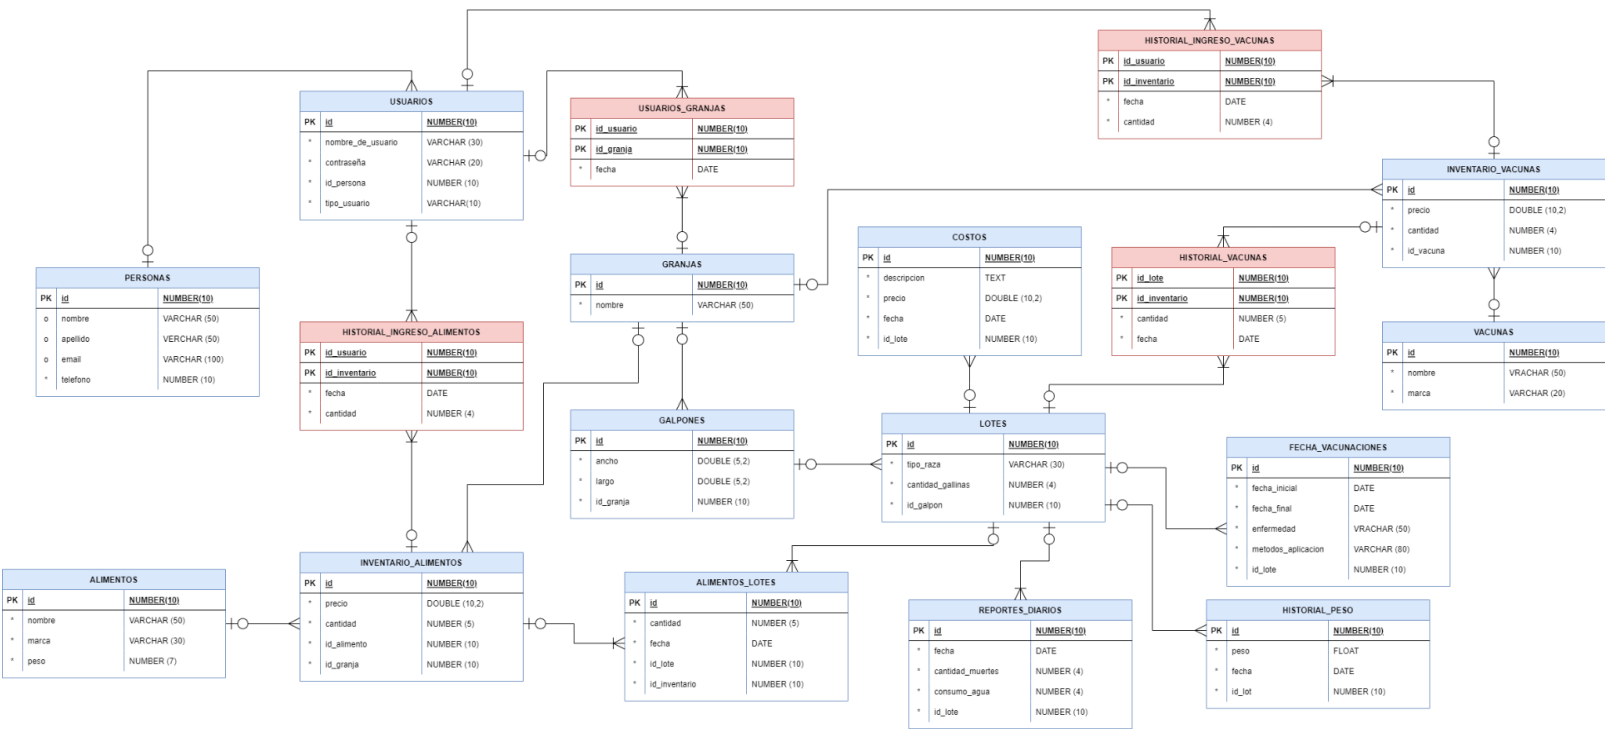 HISTORIAL_INGRESO_VACUNAS
PK id_usuario NUMBER(10)
PK id_inventario NUMBER(10)
* fecha DATE
* cantidad NUMBER (4)
USUARIOS
PK id NUMBER(10)
* nombre_de_usuario VARCHAR (30)
* contraseña VARCHAR (20)
* id_persona NUMBER (10)
* tipo_usuario VARCHAR(10)
USUARIOS_GRANJAS
PK id_usuario NUMBER(10)
PK id_granja NUMBER(10)
* fecha DATE
INVENTARIO_VACUNAS
PK id NUMBER(10)
* precio DOUBLE (10,2)
* cantidad NUMBER (4)
* id_vacuna NUMBER (10)
COSTOS
PK id NUMBER(10)
* descripcion TEXT
* precio DOUBLE (10,2)
* fecha DATE
* id_lote NUMBER (10)
HISTORIAL_VACUNAS
PK id_lote NUMBER(10)
PK id_inventario NUMBER(10)
* cantidad NUMBER (5)
* fecha DATE
GRANJAS
PK id NUMBER(10)
* nombre VARCHAR (50)
PERSONAS
PK id NUMBER(10)
o nombre VARCHAR (50)
o apellido VERCHAR (50)
o email VARCHAR (100)
* telefono NUMBER (10)
HISTORIAL_INGRESO_ALIMENTOS
PK id_usuario NUMBER(10)
PK id_inventario NUMBER(10)
* fecha DATE
* cantidad NUMBER (4)
VACUNAS
PK id NUMBER(10)
* nombre VRACHAR (50)
* marca VARCHAR (20)
GALPONES
PK id NUMBER(10)
* ancho DOUBLE (5,2)
* largo DOUBLE (5,2)
* id_granja NUMBER (10)
LOTES
PK id NUMBER(10)
* tipo_raza VARCHAR (30)
* cantidad_gallinas NUMBER (4)
* id_galpon NUMBER (10)
FECHA_VACUNACIONES
PK id NUMBER(10)
* fecha_inicial DATE
* fecha_final DATE
* enfermedad VRACHAR (50)
* metodos_aplicacion VARCHAR (80)
* id_lote NUMBER (10)
INVENTARIO_ALIMENTOS
PK id NUMBER(10)
* precio DOUBLE (10,2)
* cantidad NUMBER (5)
* id_alimento NUMBER (10)
* id_granja NUMBER (10)
ALIMENTOS
PK id NUMBER(10)
* nombre VARCHAR (50)
* marca VARCHAR (30)
* peso NUMBER (7)
ALIMENTOS_LOTES
PK id NUMBER(10)
* cantidad NUMBER (5)
* fecha DATE
* id_lote NUMBER (10)
* id_inventario NUMBER (10)
REPORTES_DIARIOS
PK id NUMBER(10)
* fecha DATE
* cantidad_muertes NUMBER (4)
* consumo_agua NUMBER (4)
* id_lote NUMBER (10)
HISTORIAL_PESO
PK id NUMBER(10)
* peso FLOAT
* fecha DATE
* id_lot NUMBER (10)